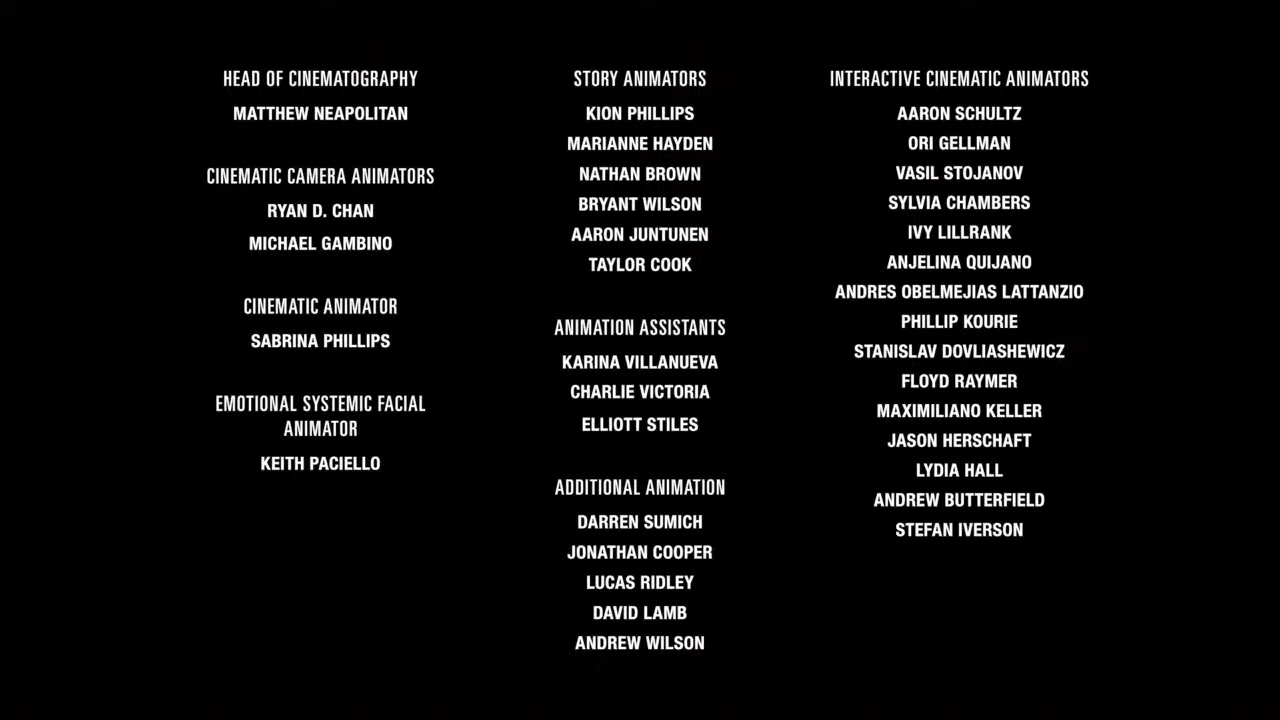 HEAD OF CINEMATOGRAPHY
MATTHEW NEAPOLITAN
CINEMATIC CAMERA ANIMATORS
RYAN D. CHAN
MICHAEL GAMBINO
CINEMATIC ANIMATOR
SABRINA PHILLIPS
EMOTIONAL SYSTEMIC FACIAL
ANIMATOR
KEITH PACIELLO
STORY ANIMATORS
KION PHILLIPS
MARIANNE HAYDEN
NATHAN BROWN
BRYANT WILSON
AARON JUNTUNEN
TAYLOR COOK
ANIMATION ASSISTANTS
KARINA VILLANUEVA
CHARLIE VICTORIA
ELLIOTT STILES
ADDITIONAL ANIMATION
DARREN SUMICH
JONATHAN COOPER
LUCAS RIDLEY
DAVID LAMB
ANDREW WILSON
INTERACTIVE CINEMATIC ANIMATORS
AARON SCHULTZ
ORI GELLMAN
VASIL STOJANOV
SYLVIA CHAMBERS
IVY LILLRANK
ANJELINA QUIJANO
ANDRES OBELMEJIAS LATTANZIO
PHILLIP KOURIE
STANISLAV DOVLIASHEWICZ
FLOYD RAYMER
MAXIMILIANO KELLER
JASON HERSCHAFT
LYDIA HALL
ANDREW BUTTERFIELD
STEFAN IVERSON